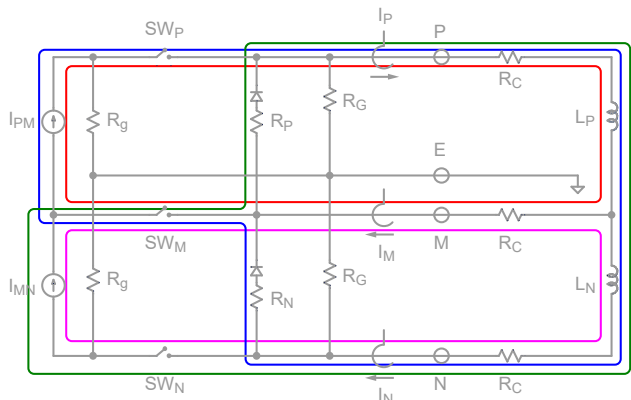 SWP IP P
RC
IPM Rg RP RG LP
E
SWM IM M RC
IMN Rg RN RG LN
SWN IN N RC